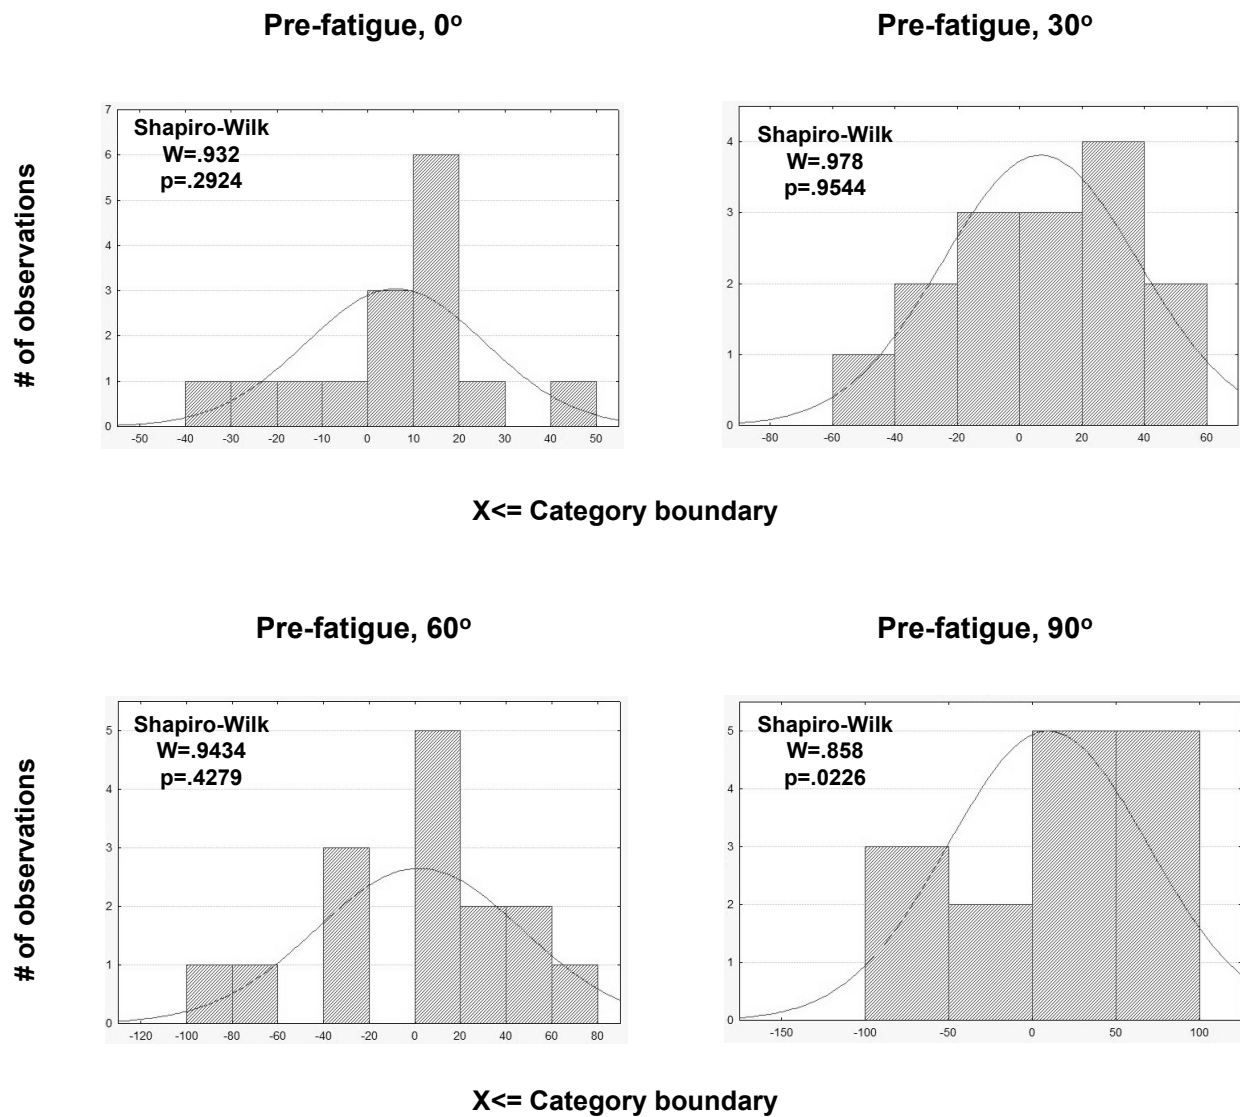 Pre-fatigue, 0º
Pre-fatigue, 30º
# of observations
7
6
5
4
3
2
1
0
Shapiro-Wilk
W=.932
p=.2924
-50 -40 -30 -20 -10 0 10 20 30 40 50
4
3
2
1
0
Shapiro-Wilk
W=.978
p=.9544
-80 -60 -40 -20 0 20 40 60
X<= Category boundary
Pre-fatigue, 60º
Pre-fatigue, 90º
# of observations
5
4
3
2
1
0
Shapiro-Wilk
W=.9434
p=.4279
-120 -100 -80 -60 -40 -20 0 20 40 60 80
5
4
3
2
1
0
Shapiro-Wilk
W=.858
p=.0226
-150 -100 -50 0 50 100
X<= Category boundary